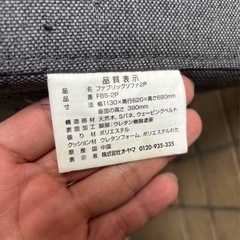 品質表示
品名 ファブリックソファ2P
品番 FBS-2P
寸法 幅1130×奥行620×高さ680mm
座面の高さ 390mm
構造部材 天然木、Sバネ、ウェービングベルト
表面加工 お脚部:ウレタン樹脂塗装
張り材 ポリエステル
クッション材 ウレタンフォーム、ポリエステルわた
原産国 中国
表示者 株式会社オーヤマ 0120-935-335